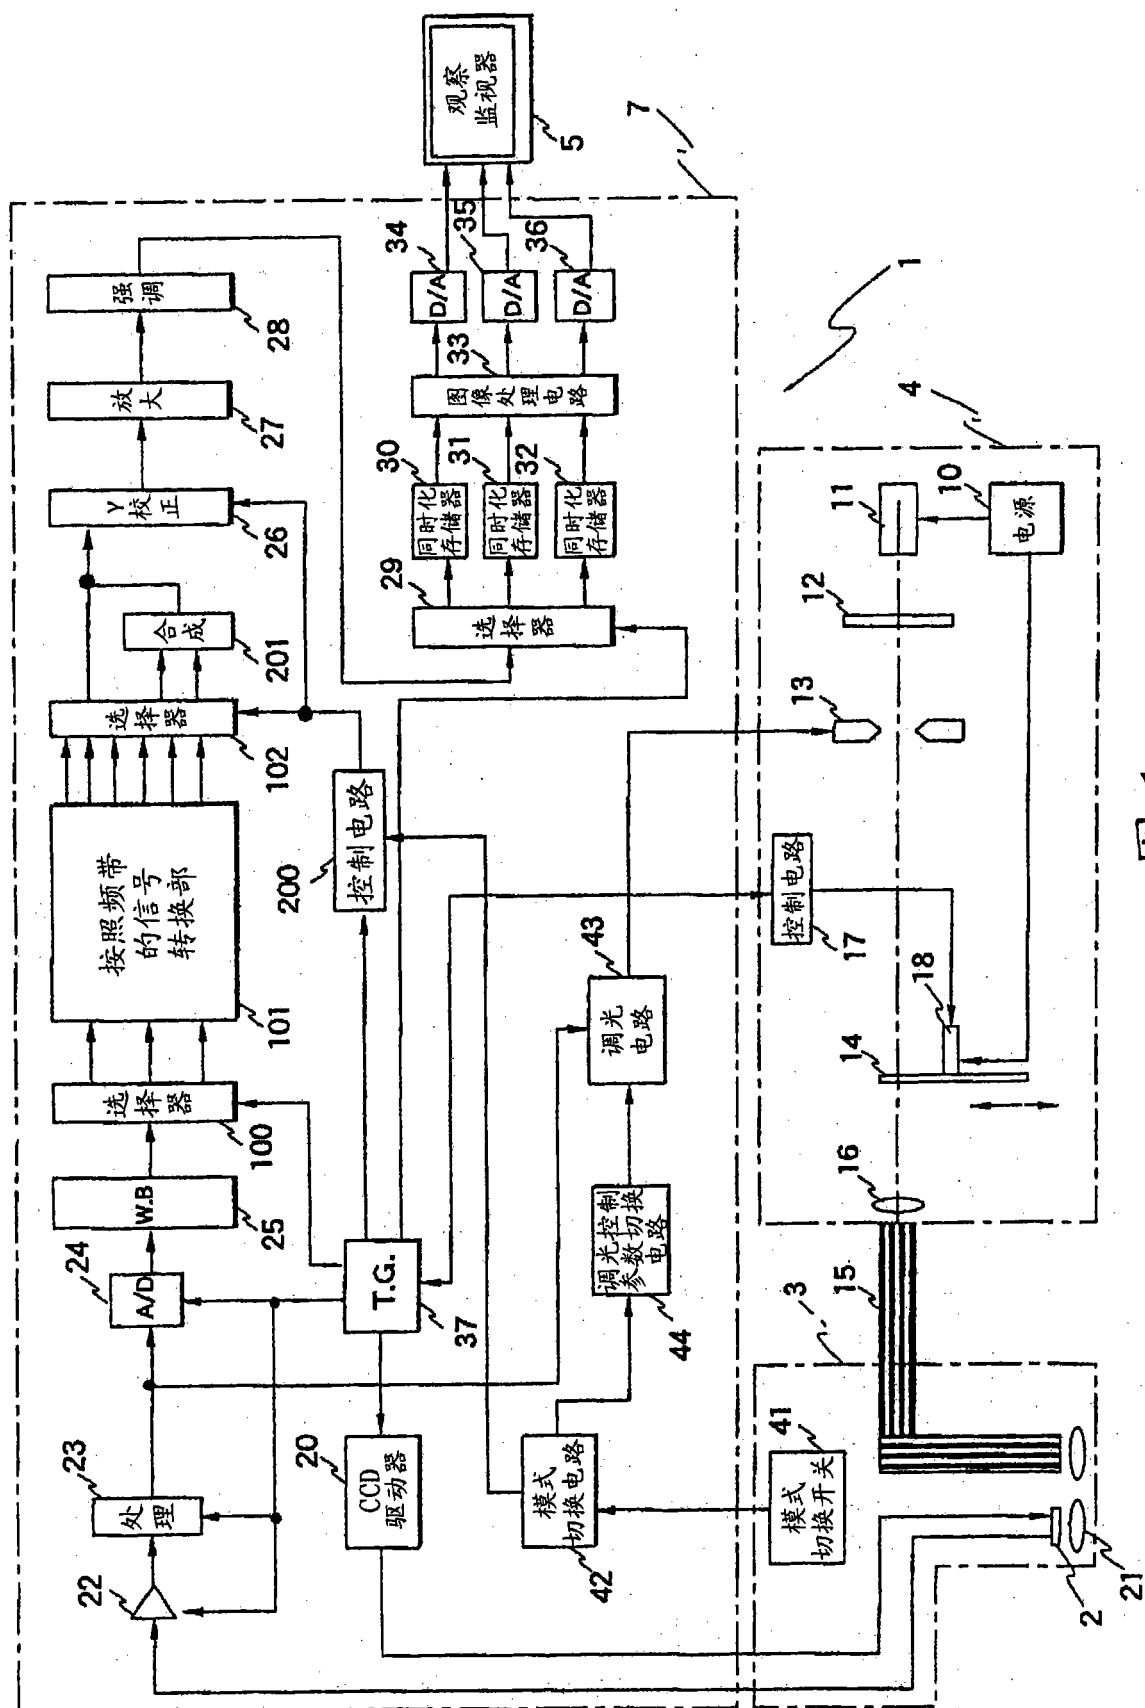 22
处理
23
A/D
24
W.B
25
选择器
100
按照频带
的信号
转换部
101
选择器
102
合成
201
γ
校正
26
放大
27
强调
28
CCD
驱动器
20
T.G.
37
控制电路
200
选择器
29
同时化
存储器
30
同时化
存储器
31
同时化
存储器
32
图像处理电路
33
D/A
34
D/A
35
D/A
36
观察
监视器
5
模式
切换电路
42
调光控制
参数切换
电路
44
调光
电路
43
7
模式
切换开关
41
3
2
21
15
16
14
18
控制电路
17
13
12
11
电源
10
4
1